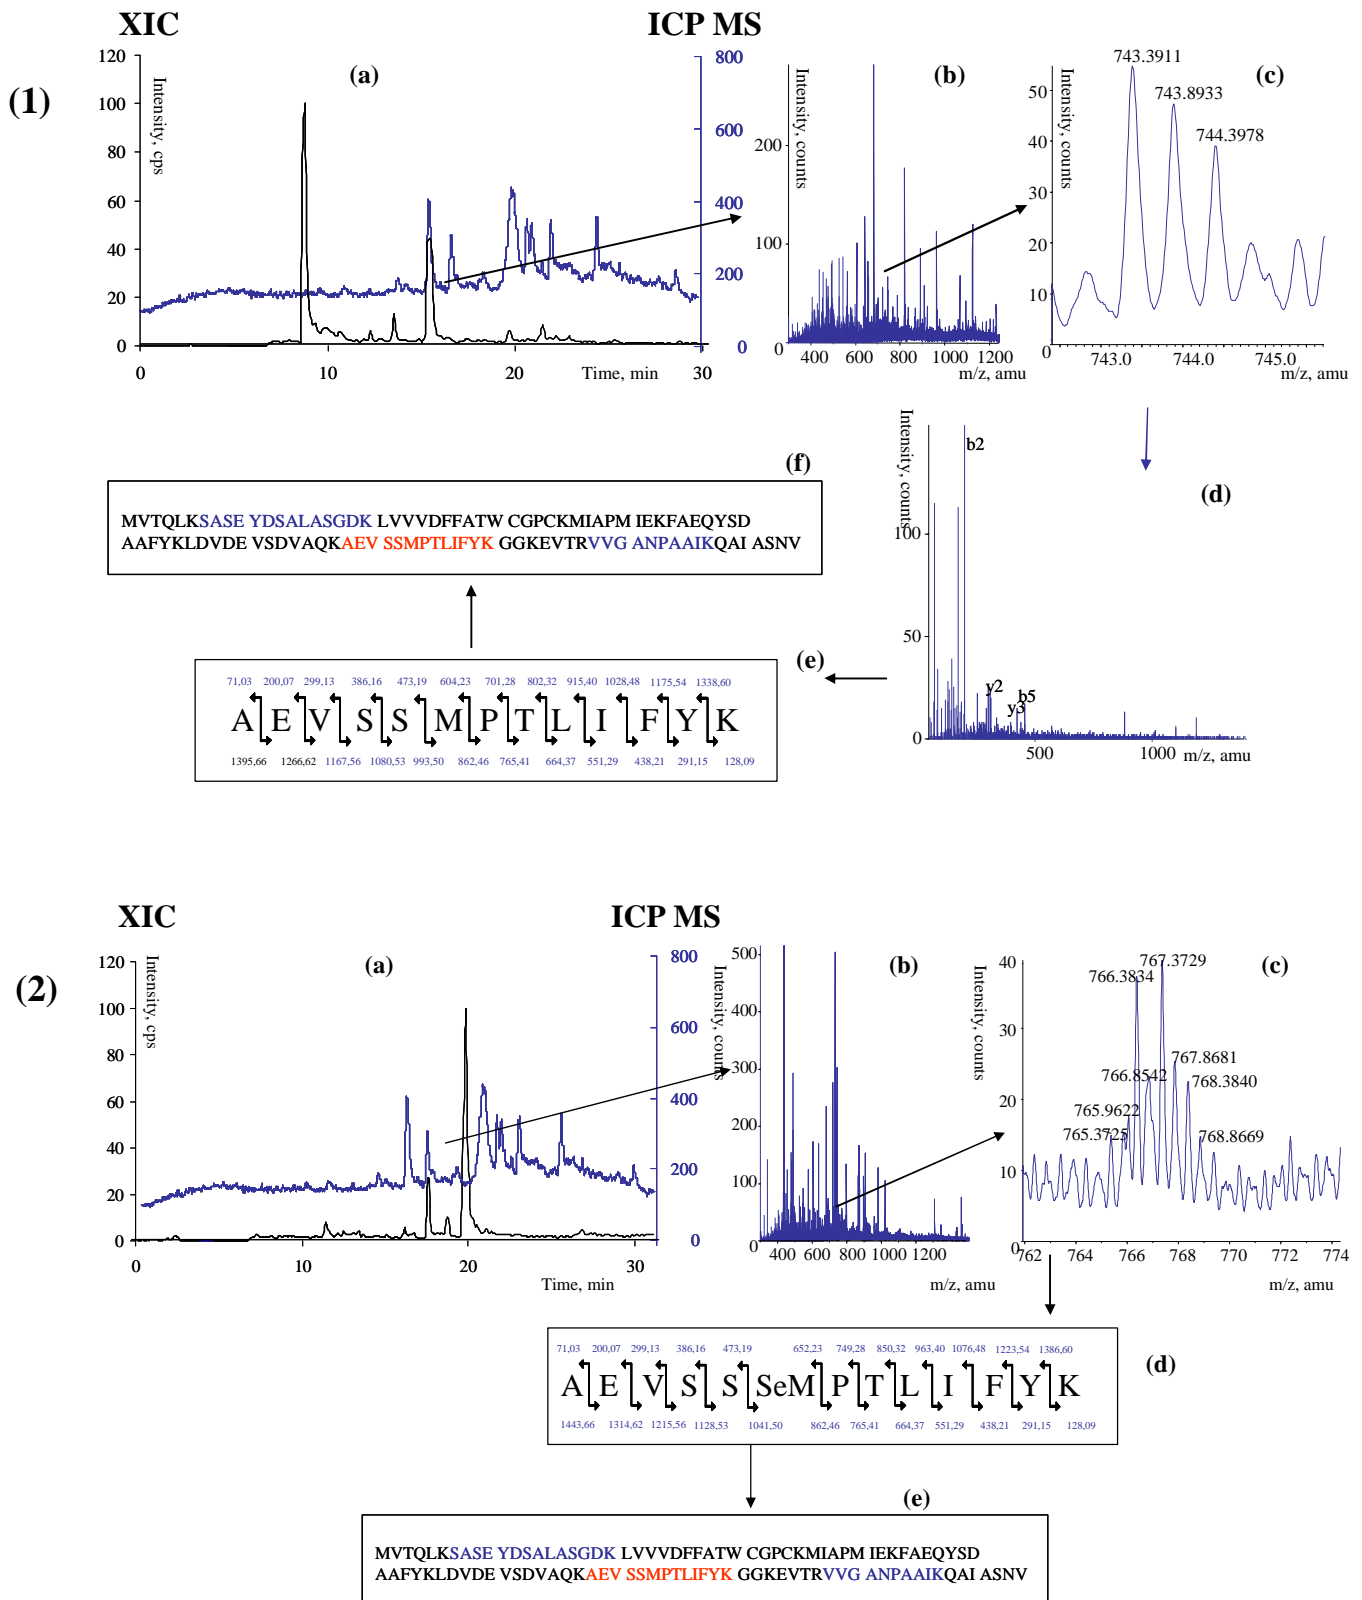 XIC
ICP MS
(1)
(a)
Intensity, cps
120
100
80
60
40
20
0
800
600
400
200
0
0
10
20
30
Time, min
(b)
Intensity, counts
200
100
0
400
600
800
1000
1200
m/z, amu
(c)
Intensity, counts
50
40
30
20
10
0
743.3911
743.8933
744.3978
743.0
744.0
745.0
m/z, amu
(d)
Intensity, counts
100
50
0
b2
y2
y3
b5
500
1000
m/z, amu
(f)
MVTQLKSASE YDSALASGDK LVVVDFFATW CGPCKMIAPM IEKFAEQYSD
AAFYKLDVDE VSDVAQKAEV SSMPTLIFYK GGKEVTRVVG ANPAAIKQAI ASNV
(e)
71,03 200,07 299,13 386,16 473,19 604,23 701,28 802,32 915,40 1028,48 1175,54 1338,60
A E V S S M P T L I F Y K
1395,66 1266,62 1167,56 1080,53 993,50 862,46 765,41 664,37 551,29 438,21 291,15 128,09
XIC
ICP MS
(2)
(a)
Intensity, cps
120
100
80
60
40
20
0
800
600
400
200
0
0
10
20
30
Time, min
(b)
Intensity, counts
500
400
300
200
100
0
400
600
800
1000
1200
m/z, amu
(c)
Intensity, counts
40
30
20
10
0
767.3729
766.3834
767.8681
766.8542
768.3840
765.9622
765.3725
768.8669
762
764
766
768
770
772
774
m/z, amu
(d)
71,03 200,07 299,13 386,16 473,19 652,23 749,28 850,32 963,40 1076,48 1223,54 1386,60
A E V S S SeM P T L I F Y K
1443,66 1314,62 1215,56 1128,53 1041,50 862,46 765,41 664,37 551,29 438,21 291,15 128,09
(e)
MVTQLKSASE YDSALASGDK LVVVDFFATW CGPCKMIAPM IEKFAEQYSD
AAFYKLDVDE VSDVAQKAEV SSMPTLIFYK GGKEVTRVVG ANPAAIKQAI ASNV